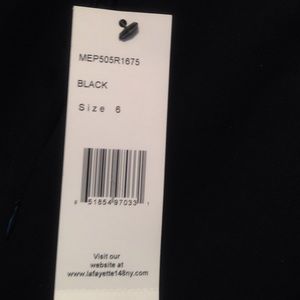 MEP505R1675
BLACK
Size 6
8 51854 97033 1
Visit our
website at
www.lafayette148ny.com